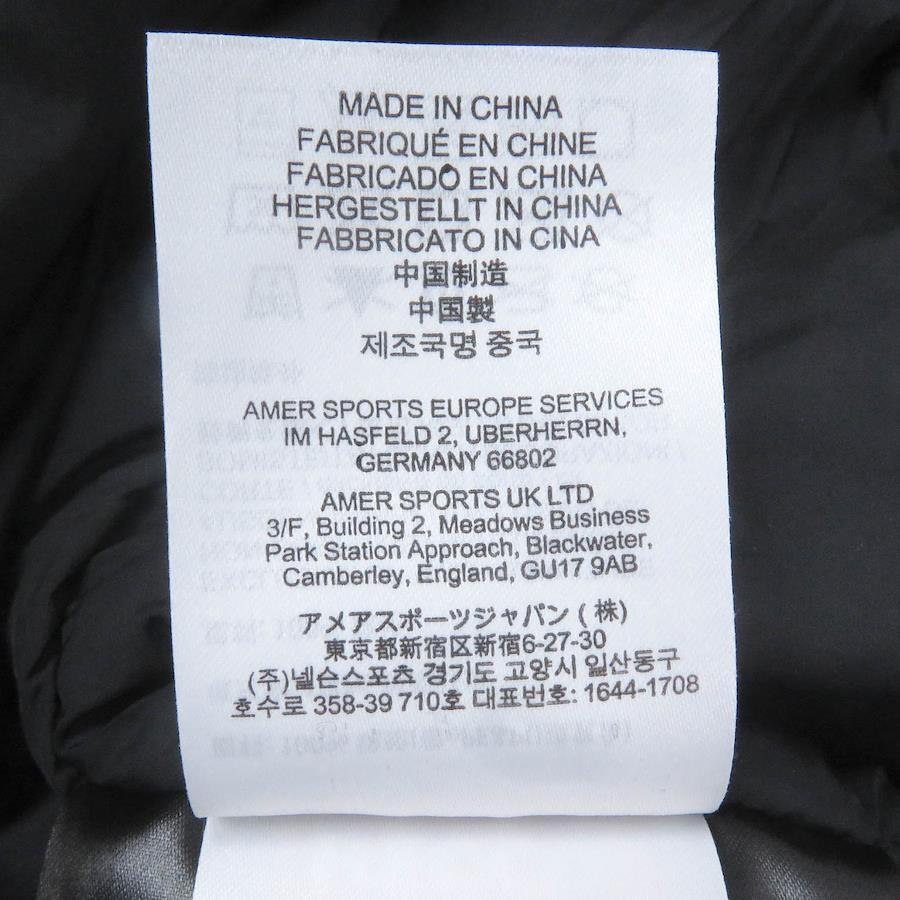 MADE IN CHINA
FABRIQUÉ EN CHINE
FABRICADO EN CHINA
HERGESTELLT IN CHINA
FABBRICATO IN CINA
中国制造
中国製
제조국명 중국
AMER SPORTS EUROPE SERVICES
IM HASFELD 2, UBERHERRN,
GERMANY 66802
AMER SPORTS UK LTD
3/F, Building 2, Meadows Business
Park Station Approach, Blackwater,
Camberley, England, GU17 9AB
アメアスポーツジャパン (株)
東京都新宿区新宿6-27-30
(주)넬슨스포츠 경기도 고양시 일산동구
호수로 358-39 710호 대표번호: 1644-1708